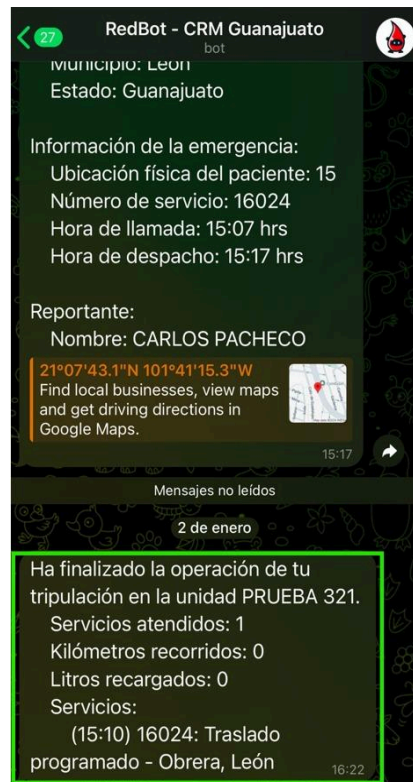 27
RedBot - CRM Guanajuato
bot
Municipio: León
Estado: Guanajuato
Información de la emergencia:
Ubicación física del paciente: 15
Número de servicio: 16024
Hora de llamada: 15:07 hrs
Hora de despacho: 15:17 hrs
Reportante:
Nombre: CARLOS PACHECO
21°07'43.1"N 101°41'15.3"W
Find local businesses, view maps
and get driving directions in
Google Maps.
15:17
Mensajes no leídos
2 de enero
Ha finalizado la operación de tu
tripulación en la unidad PRUEBA 321.
Servicios atendidos: 1
Kilómetros recorridos: 0
Litros recargados: 0
Servicios:
(15:10) 16024: Traslado
programado - Obrera, León
16:22